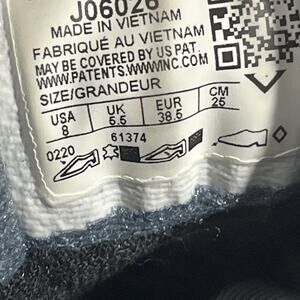 J06026
MADE IN VIETNAM
FABRIQUÉ AU VIETNAM
MAY BE COVERED BY US PAT.
WWW.PATENTS.WWWINC.COM
SIZE/GRANDEUR
USA UK EUR CM
8 5.5 38.5 25
61374
0220